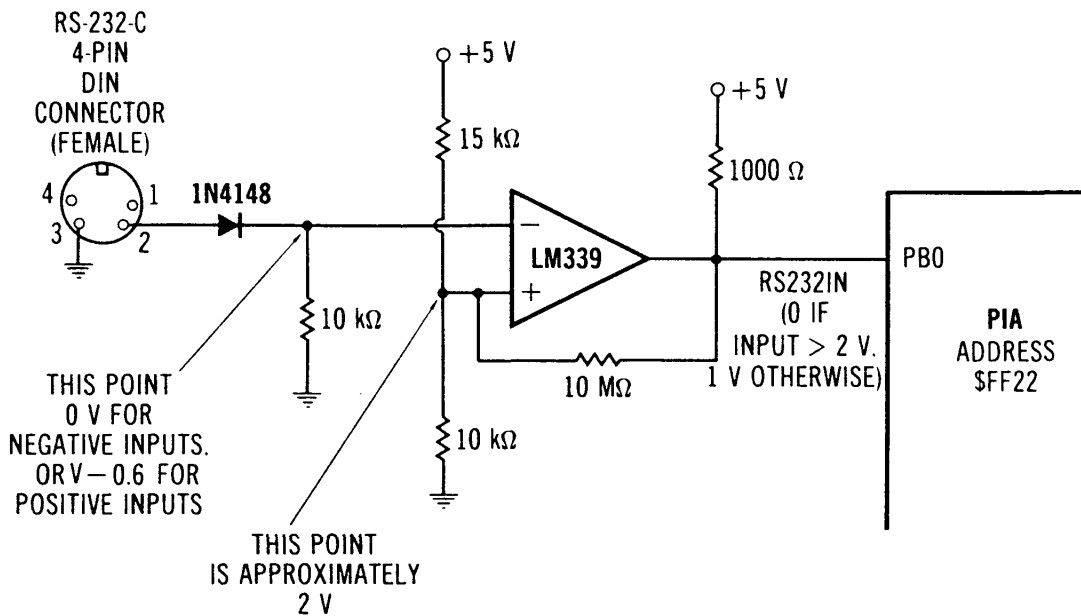 RS-232-C
4-PIN
DIN
CONNECTOR
(FEMALE)
4
1
3
2
1N4148
+5 V
15 kΩ
+5 V
1000 Ω
−
LM339
+
10 kΩ
10 MΩ
10 kΩ
RS232IN
(0 IF
INPUT > 2 V.
1 V OTHERWISE)
PB0
PIA
ADDRESS
$FF22
THIS POINT
0 V FOR
NEGATIVE INPUTS.
OR V − 0.6 FOR
POSITIVE INPUTS
THIS POINT
IS APPROXIMATELY
2 V